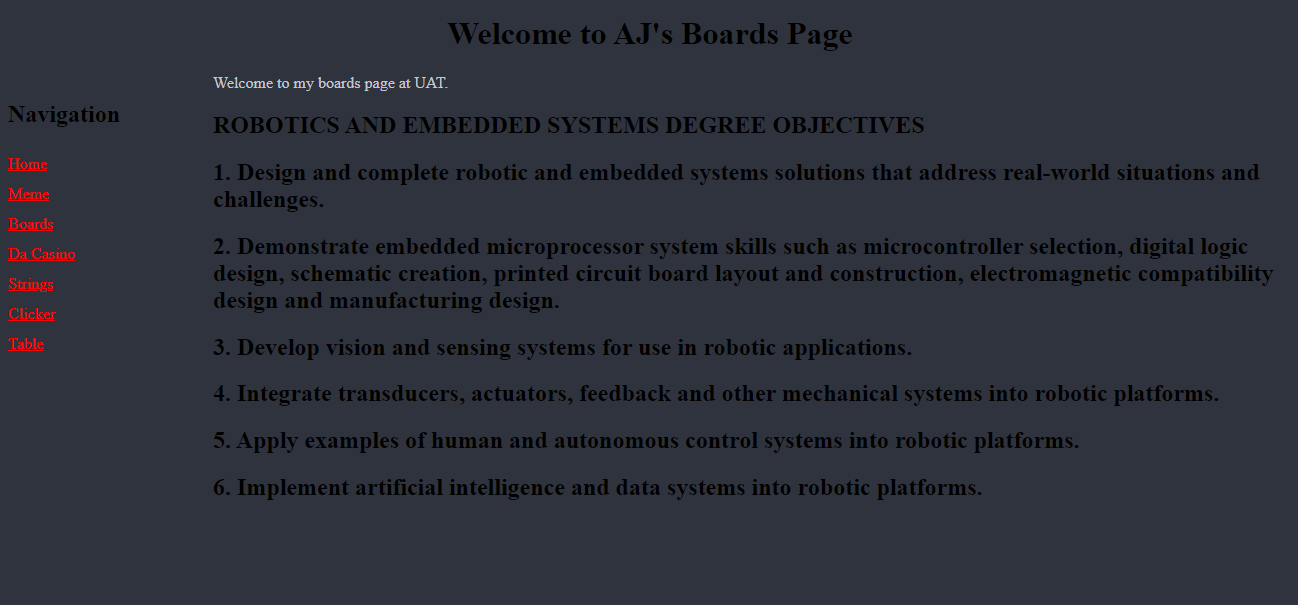 Welcome to AJ's Boards Page
Navigation
Home
Meme
Boards
Da Casino
Strings
Clicker
Table
Welcome to my boards page at UAT.
ROBOTICS AND EMBEDDED SYSTEMS DEGREE OBJECTIVES
1. Design and complete robotic and embedded systems solutions that address real-world situations and
challenges.
2. Demonstrate embedded microprocessor system skills such as microcontroller selection, digital logic
design, schematic creation, printed circuit board layout and construction, electromagnetic compatibility
design and manufacturing design.
3. Develop vision and sensing systems for use in robotic applications.
4. Integrate transducers, actuators, feedback and other mechanical systems into robotic platforms.
5. Apply examples of human and autonomous control systems into robotic platforms.
6. Implement artificial intelligence and data systems into robotic platforms.